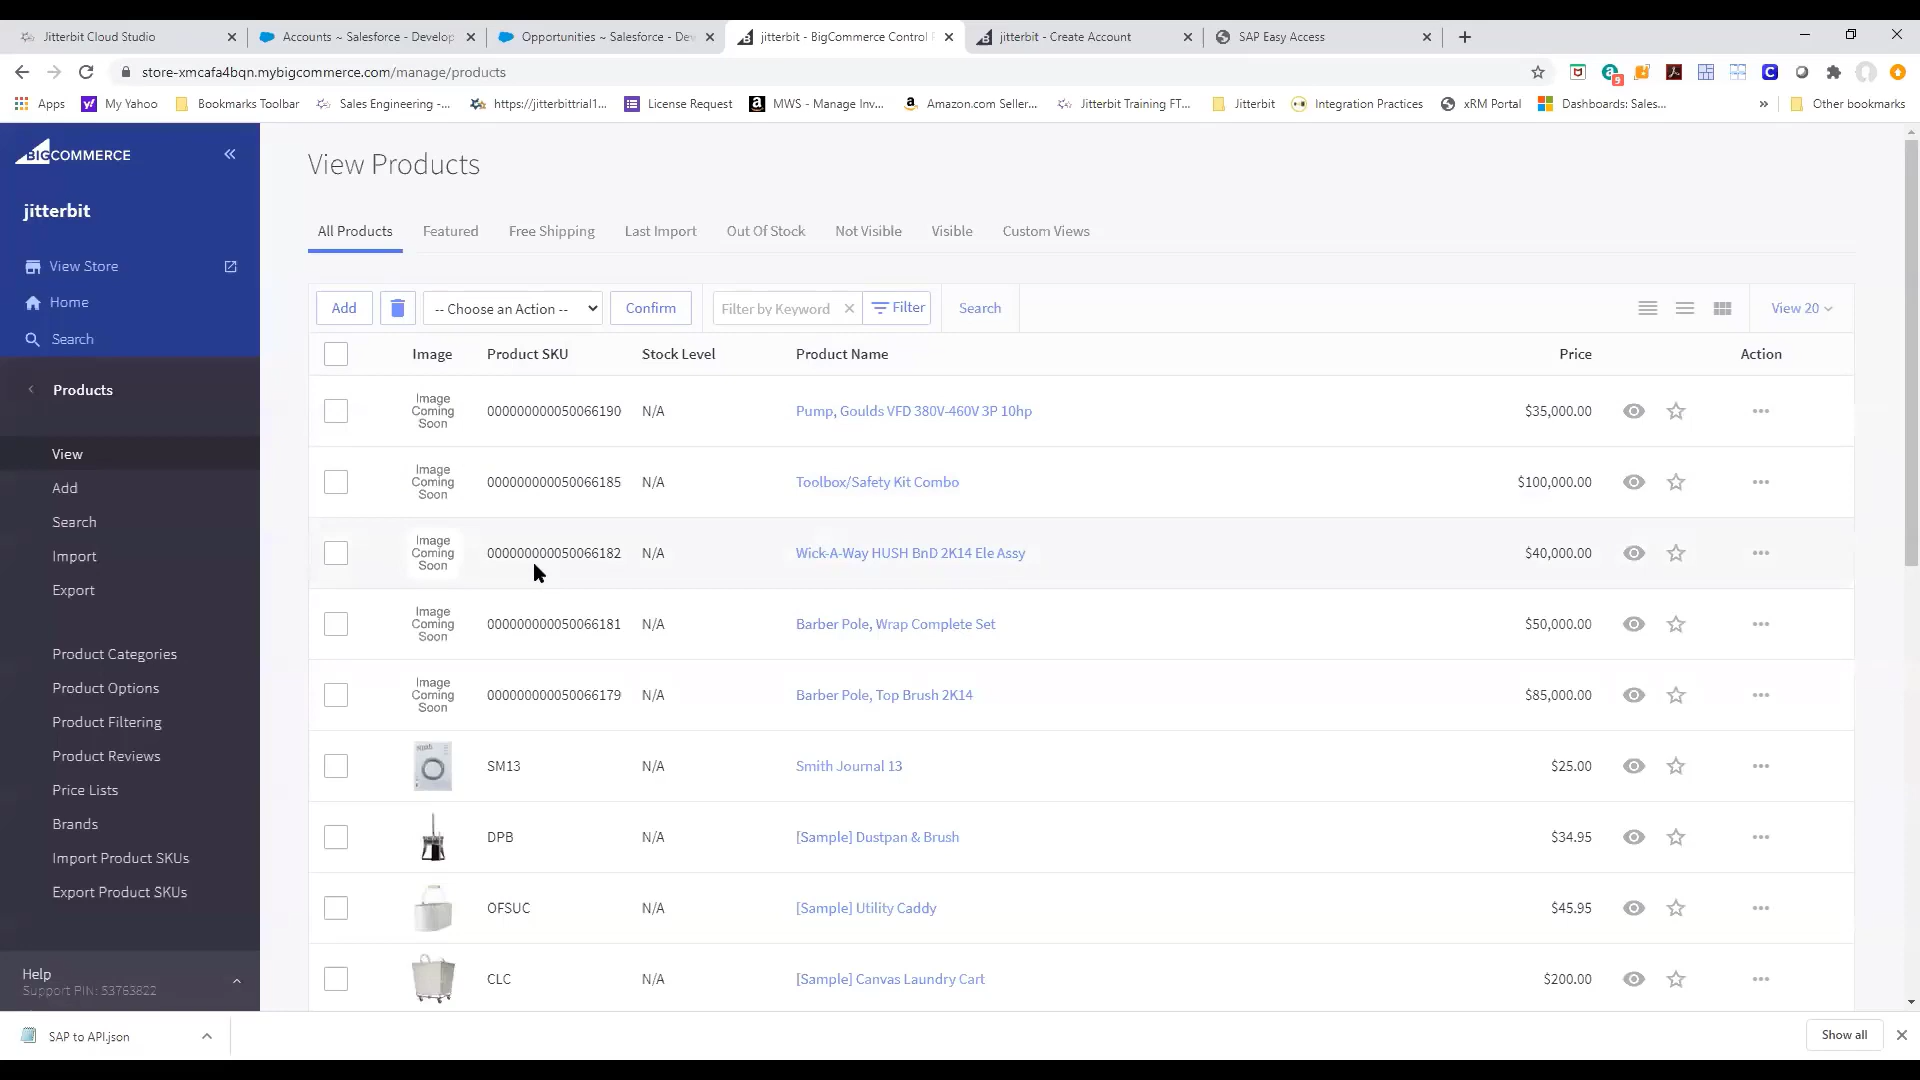 Jitterbit Cloud Studio
Accounts ~ Salesforce - Develop
Opportunities ~ Salesforce - Dev
jitterbit - BigCommerce Control P
jitterbit - Create Account
SAP Easy Access
store-xmcafa4bqn.mybigcommerce.com/manage/products
9
Apps
My Yahoo
Bookmarks Toolbar
Sales Engineering -...
https://jitterbittrial1...
License Request
MWS - Manage Inv...
Amazon.com Seller...
Jitterbit Training FT...
Jitterbit
Integration Practices
xRM Portal
Dashboards: Sales...
»
Other bookmarks
BIGCOMMERCE
jitterbit
View Store
Home
Search
Products
View
Add
Search
Import
Export
Product Categories
Product Options
Product Filtering
Product Reviews
Price Lists
Brands
Import Product SKUs
Export Product SKUs
Help
Support PIN: 53763822
View Products
All Products Featured Free Shipping Last Import Out Of Stock Not Visible Visible Custom Views
Add -- Choose an Action -- Confirm Filter by Keyword Filter Search View 20
Image Product SKU Stock Level Product Name Price Action
Image Coming Soon 000000000050066190 N/A Pump, Goulds VFD 380V-460V 3P 10hp $35,000.00
Image Coming Soon 000000000050066185 N/A Toolbox/Safety Kit Combo $100,000.00
Image Coming Soon 000000000050066182 N/A Wick-A-Way HUSH BnD 2K14 Ele Assy $40,000.00
Image Coming Soon 000000000050066181 N/A Barber Pole, Wrap Complete Set $50,000.00
Image Coming Soon 000000000050066179 N/A Barber Pole, Top Brush 2K14 $85,000.00
SM13 N/A Smith Journal 13 $25.00
DPB N/A [Sample] Dustpan & Brush $34.95
OFSUC N/A [Sample] Utility Caddy $45.95
CLC N/A [Sample] Canvas Laundry Cart $200.00
SAP to API.json
Show all